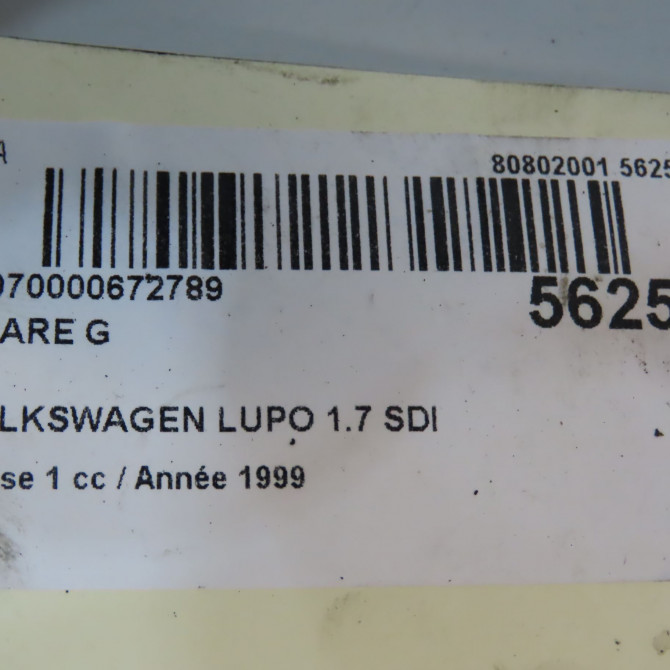 A
80802001 5625
070000672789
5625
ARE G
LKSWAGEN LUPO 1.7 SDI
se 1 cc / Année 1999